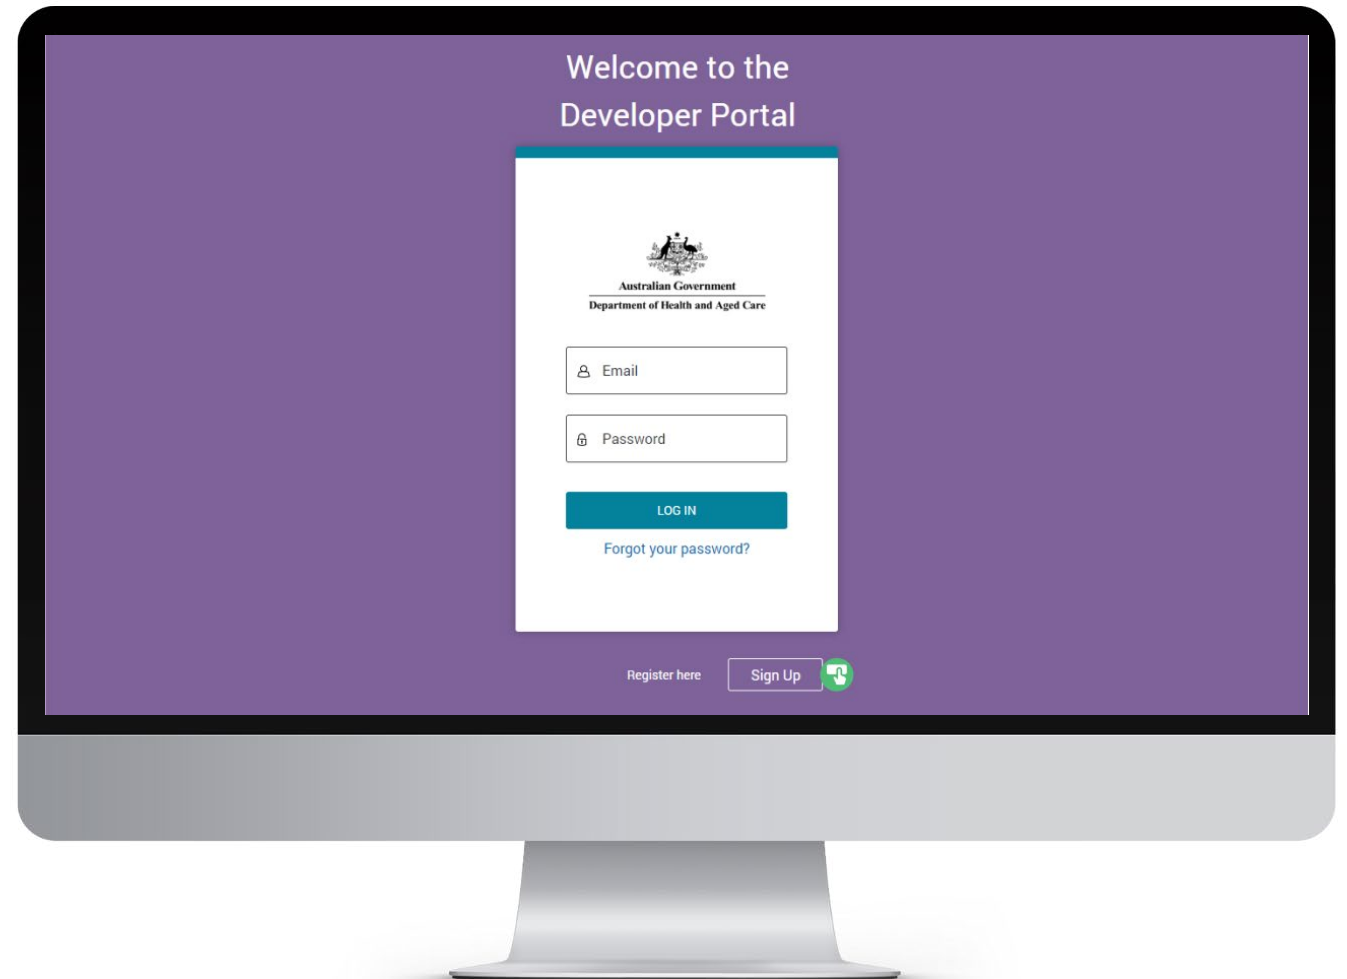 Welcome to the
Developer Portal
Australian Government
Department of Health and Aged Care
Email
Password
LOG IN
Forgot your password?
Register here
Sign Up